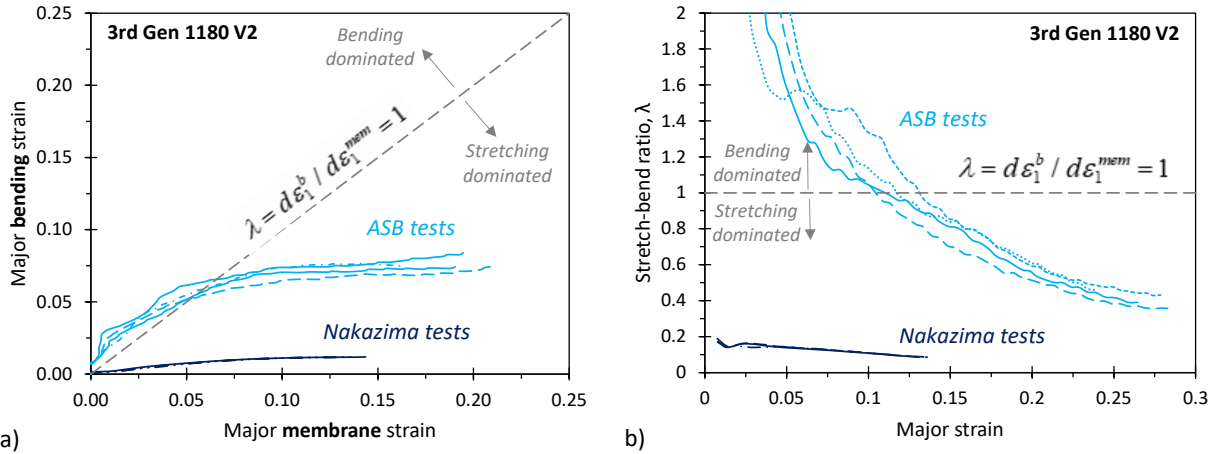 3rd Gen 1180 V2
Bending
dominated
Stretching
dominated
λ = dε₁ᵇ / dε₁ᵐᵉᵐ = 1
ASB tests
Nakazima tests
Major bending strain
0.25
0.20
0.15
0.10
0.05
0.00
0.00 0.05 0.10 0.15 0.20 0.25
Major membrane strain
a)
3rd Gen 1180 V2
ASB tests
Bending
dominated
λ = dε₁ᵇ / dε₁ᵐᵉᵐ = 1
Stretching
dominated
Nakazima tests
Stretch-bend ratio, λ
2
1.8
1.6
1.4
1.2
1
0.8
0.6
0.4
0.2
0
0 0.05 0.1 0.15 0.2 0.25 0.3
Major strain
b)